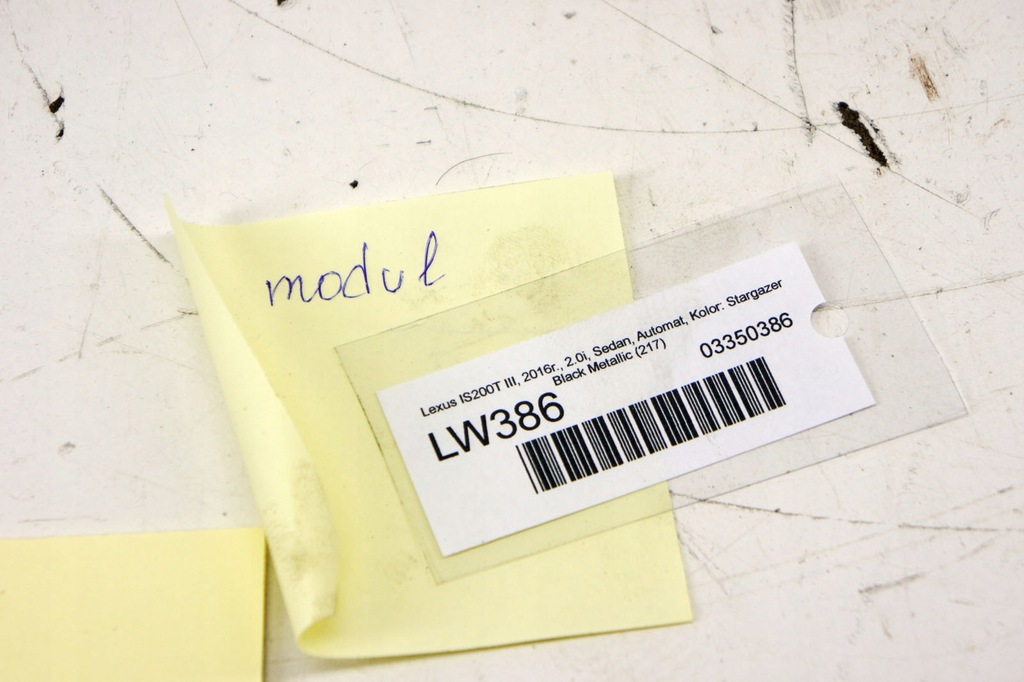 modul
Lexus IS200T III, 2016r., 2.0i, Sedan, Automat, Kolor: Stargazer
Black Metallic (217)
03350386
LW386